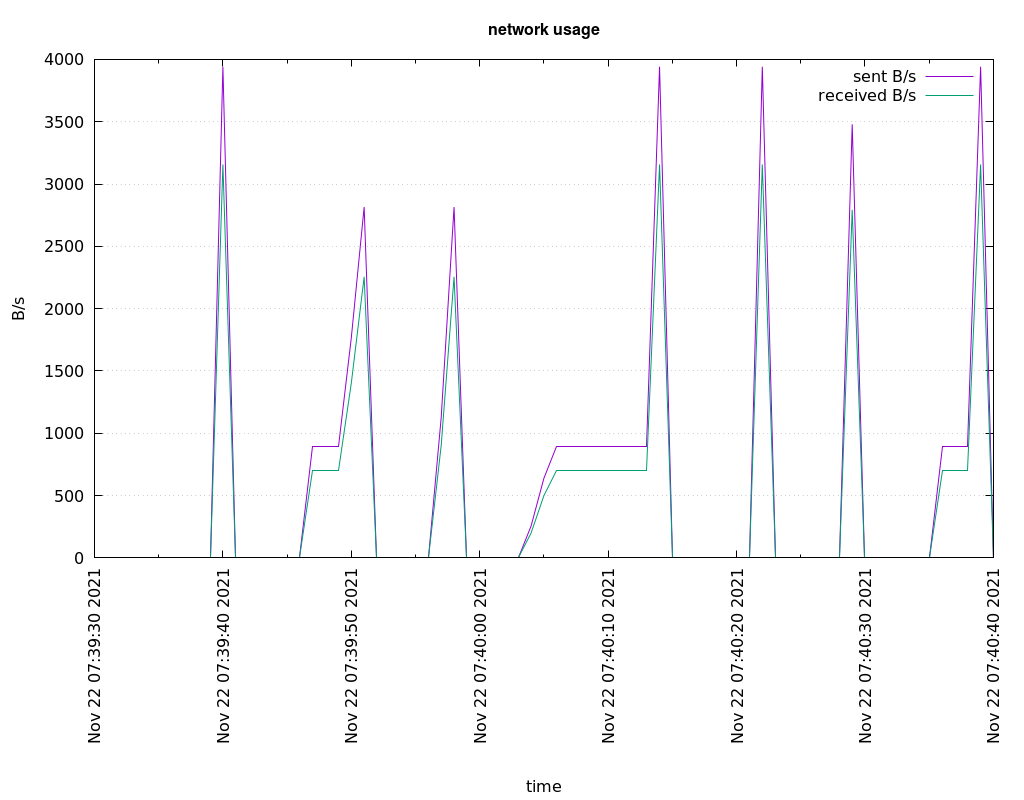 network usage
4000
3500
3000
2500
2000
1500
1000
500
0
B/s
sent B/s
received B/s
Nov 22 07:39:30 2021
Nov 22 07:39:40 2021
Nov 22 07:39:50 2021
Nov 22 07:40:00 2021
Nov 22 07:40:10 2021
Nov 22 07:40:20 2021
Nov 22 07:40:30 2021
Nov 22 07:40:40 2021
time